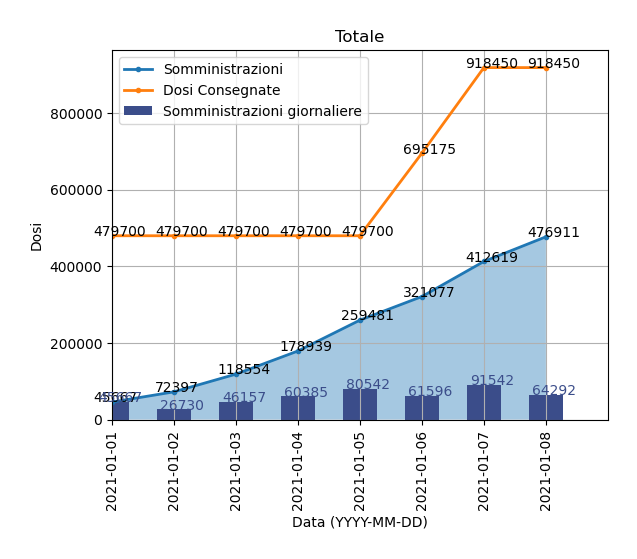 Totale
Somministrazioni
Dosi Consegnate
Somministrazioni giornaliere
918450 918450
695175
479700 479700 479700 479700 479700
476911
412619
321077
259481
178939
118554
72397
45667
45667 26730 46157 60385 80542 61596 91542 64292
800000
600000
400000
200000
0
Dosi
2021-01-01
2021-01-02
2021-01-03
2021-01-04
2021-01-05
2021-01-06
2021-01-07
2021-01-08
Data (YYYY-MM-DD)